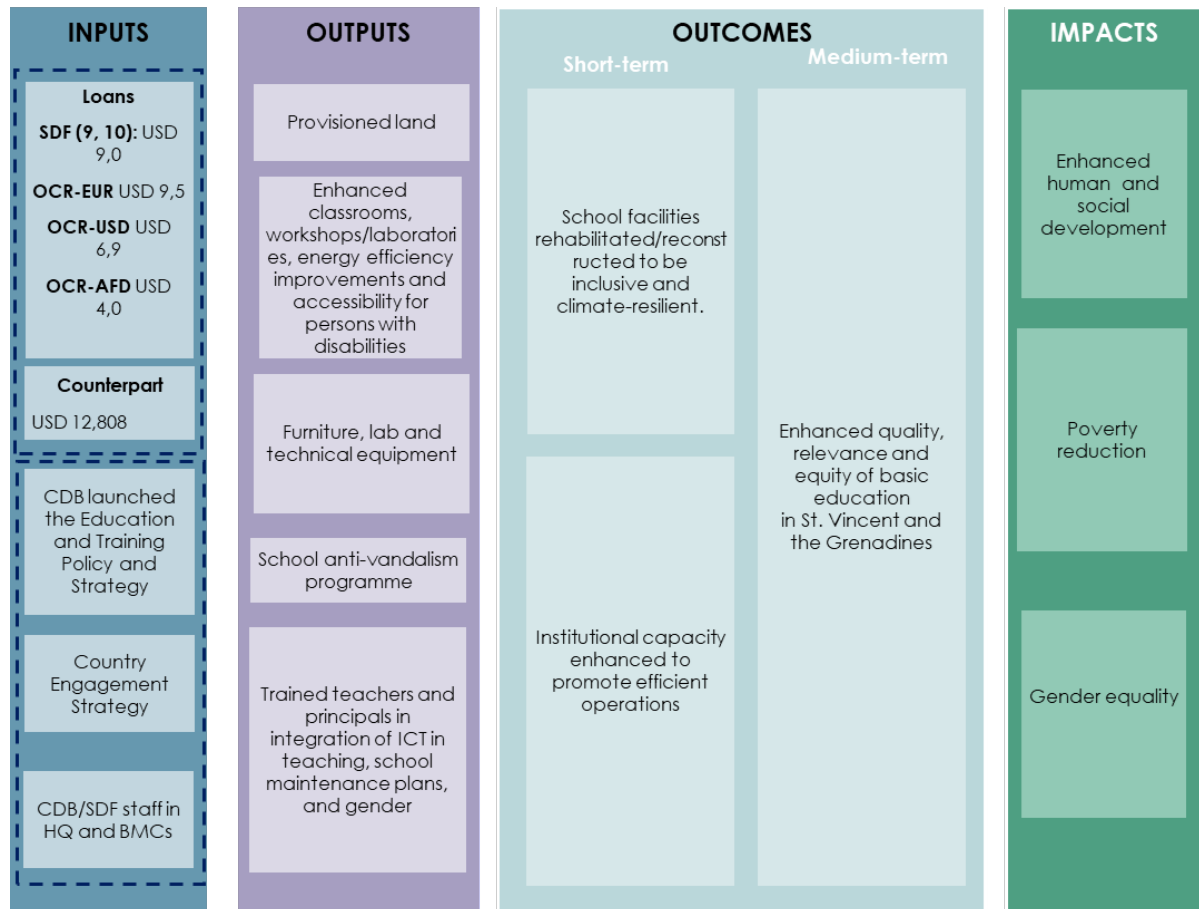 INPUTS
Loans
SDF (9, 10): USD
9,0
OCR-EUR USD 9,5
OCR-USD USD
6,9
OCR-AFD USD
4,0
Counterpart
USD 12,808
CDB launched
the Education
and Training
Policy and
Strategy
Country
Engagement
Strategy
CDB/SDF staff in
HQ and BMCs
OUTPUTS
Provisioned land
Enhanced
classrooms,
workshops/laboratori
es, energy efficiency
improvements and
accessibility for
persons with
disabilities
Furniture, lab and
technical equipment
School anti-vandalism
programme
Trained teachers and
principals in
integration of ICT in
teaching, school
maintenance plans,
and gender
OUTCOMES
Short-term
School facilities
rehabilitated/reconst
ructed to be
inclusive and
climate-resilient.
Institutional capacity
enhanced to
promote efficient
operations
Medium-term
Enhanced quality,
relevance and
equity of basic
education
in St. Vincent and
the Grenadines
IMPACTS
Enhanced
human and
social
development
Poverty
reduction
Gender equality